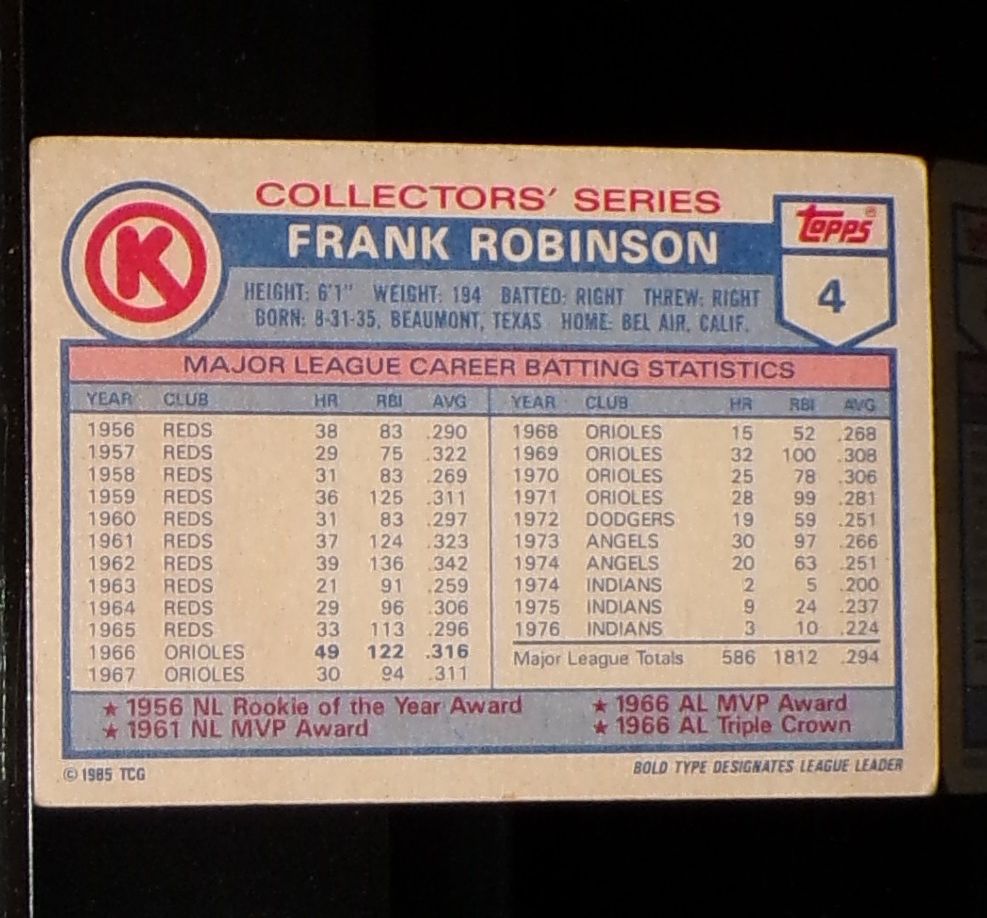 COLLECTORS' SERIES
K
FRANK ROBINSON
TOPPS®
4
HEIGHT: 6'1" WEIGHT: 194 BATTED: RIGHT THREW: RIGHT
BORN: 8-31-35, BEAUMONT, TEXAS HOME: BEL AIR, CALIF.
MAJOR LEAGUE CAREER BATTING STATISTICS
YEAR CLUB HR RBI AVG
1956 REDS 38 83 .290
1957 REDS 29 75 .322
1958 REDS 31 83 .269
1959 REDS 36 125 .311
1960 REDS 31 83 .297
1961 REDS 37 124 .323
1962 REDS 39 136 .342
1963 REDS 21 91 .259
1964 REDS 29 96 .306
1965 REDS 33 113 .296
1966 ORIOLES 49 122 .316
1967 ORIOLES 30 94 .311
YEAR CLUB HR RBI AVG
1968 ORIOLES 15 52 .268
1969 ORIOLES 32 100 .308
1970 ORIOLES 25 78 .306
1971 ORIOLES 28 99 .281
1972 DODGERS 19 59 .251
1973 ANGELS 30 97 .266
1974 ANGELS 20 63 .251
1974 INDIANS 2 5 .200
1975 INDIANS 9 24 .237
1976 INDIANS 3 10 .224
Major League Totals 586 1812 .294
★ 1956 NL Rookie of the Year Award
★ 1961 NL MVP Award
★ 1966 AL MVP Award
★ 1966 AL Triple Crown
© 1985 TCG
BOLD TYPE DESIGNATES LEAGUE LEADER